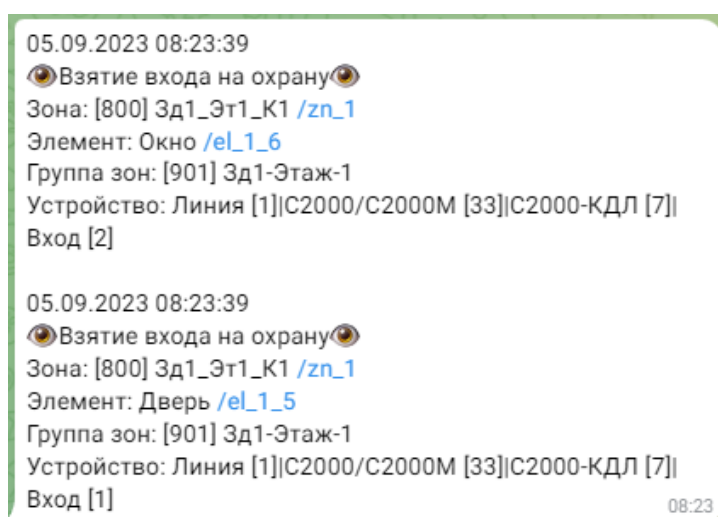 05.09.2023 08:23:39
👁Взятие входа на охрану👁
Зона: [800] Зд1_Эт1_К1 /zn_1
Элемент: Окно /el_1_6
Группа зон: [901] Зд1-Этаж-1
Устройство: Линия [1]|С2000/С2000М [33]|С2000-КДЛ [7]|
Вход [2]
05.09.2023 08:23:39
👁Взятие входа на охрану👁
Зона: [800] Зд1_Эт1_К1 /zn_1
Элемент: Дверь /el_1_5
Группа зон: [901] Зд1-Этаж-1
Устройство: Линия [1]|С2000/С2000М [33]|С2000-КДЛ [7]|
Вход [1]
08:23